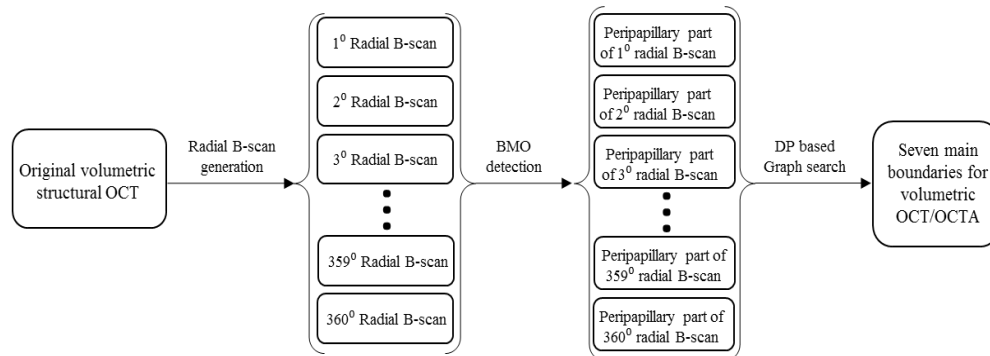 Original volumetric
structural OCT
Radial B-scan
generation
1⁰ Radial B-scan
2⁰ Radial B-scan
3⁰ Radial B-scan
359⁰ Radial B-scan
360⁰ Radial B-scan
BMO
detection
Peripapillary part
of 1⁰ radial B-scan
Peripapillary part
of 2⁰ radial B-scan
Peripapillary part
of 3⁰ radial B-scan
Peripapillary part of
359⁰ radial B-scan
Peripapillary part of
360⁰ radial B-scan
DP based
Graph search
Seven main
boundaries for
volumetric
OCT/OCTA